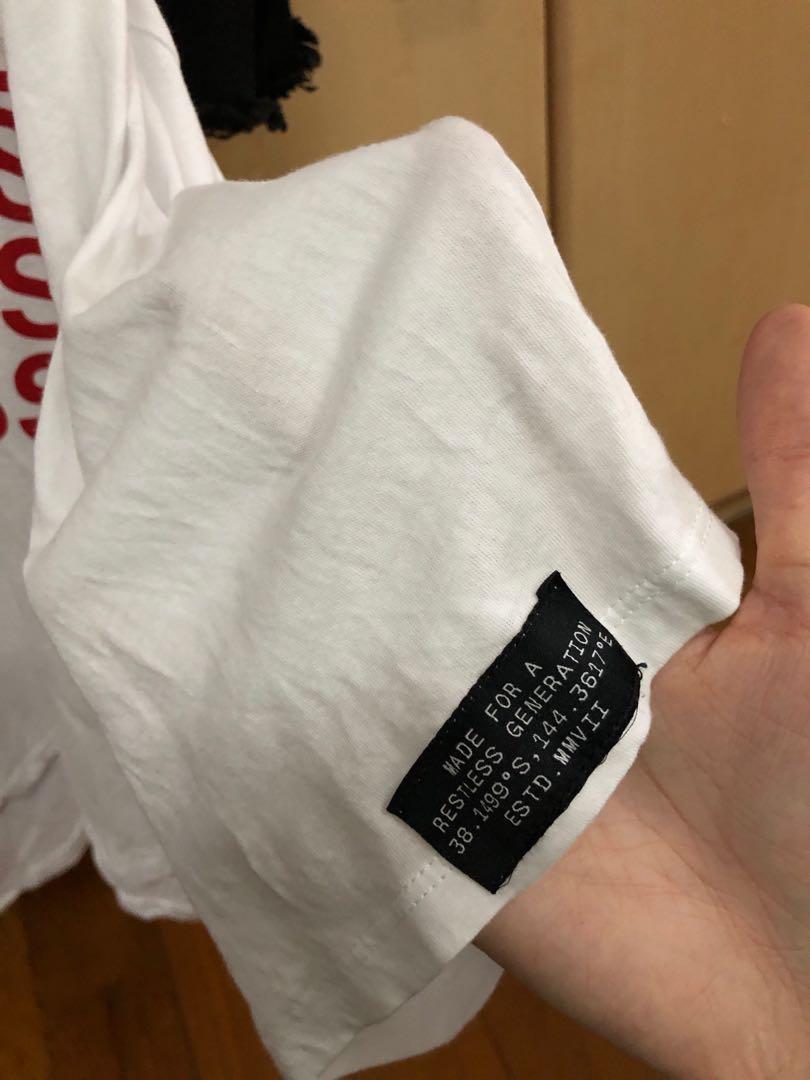 MADE FOR A
RESTLESS GENERATION
38.1499°S,144.3617°E
ESTD.MMVII